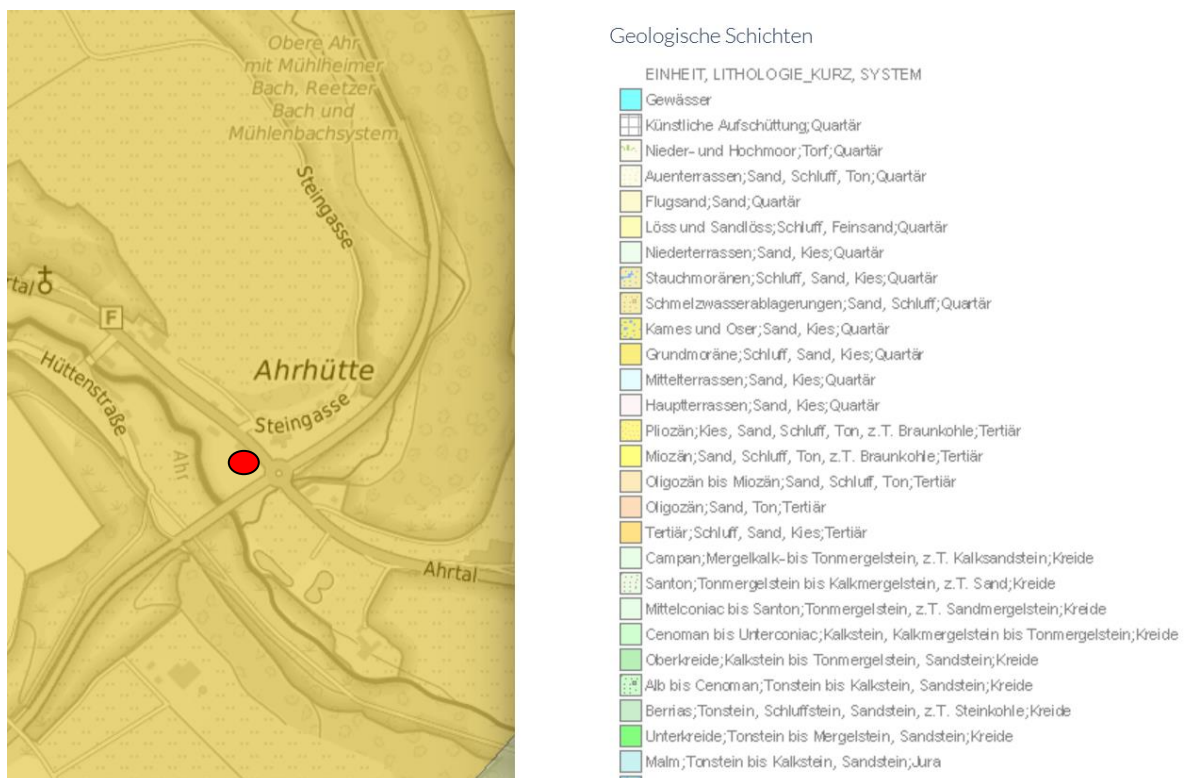 Obere Ahr
mit Mühlheimer
Bach, Reetzer
Bach und
Mühlenbachsystem
Steingasse
rtal
F
Hüttenstraße
Ahrhütte
Steingasse
Ahr
Ahrtal
Geologische Schichten
EINHEIT, LITHOLOGIE_KURZ, SYSTEM
Gewässer
Künstliche Aufschüttung;Quartär
Nieder- und Hochmoor;Torf;Quartär
Auenterrassen;Sand, Schluff, Ton;Quartär
Flugsand;Sand;Quartär
Löss und Sandlöss;Schluff, Feinsand;Quartär
Niederterrassen;Sand, Kies;Quartär
Stauchmoränen;Schluff, Sand, Kies;Quartär
Schmelzwasserablagerungen;Sand, Schluff;Quartär
Kames und Oser;Sand, Kies;Quartär
Grundmoräne;Schluff, Sand, Kies;Quartär
Mittelterrassen;Sand, Kies;Quartär
Hauptterrassen;Sand, Kies;Quartär
Pliozän;Kies, Sand, Schluff, Ton, z.T. Braunkohle;Tertiär
Miozän;Sand, Schluff, Ton, z.T. Braunkohle;Tertiär
Oligozän bis Miozän;Sand, Schluff, Ton;Tertiär
Oligozän;Sand, Ton;Tertiär
Tertiär;Schluff, Sand, Kies;Tertiär
Campan;Mergelkalk-bis Tonmergelstein, z.T. Kalksandstein;Kreide
Santon;Tonmergelstein bis Kalkmergelstein, z.T. Sand;Kreide
Mittelconiac bis Santon;Tonmergelstein, z.T. Sandmergelstein;Kreide
Cenoman bis Unterconiac;Kalkstein, Kalkmergelstein bis Tonmergelstein;Kreide
Oberkreide;Kalkstein bis Tonmergelstein, Sandstein;Kreide
Alb bis Cenoman;Tonstein bis Kalkstein, Sandstein;Kreide
Berrias;Tonstein, Schluffstein, Sandstein, z.T. Steinkohle;Kreide
Unterkreide;Tonstein bis Mergelstein, Sandstein;Kreide
Malm;Tonstein bis Kalkstein, Sandstein;Jura